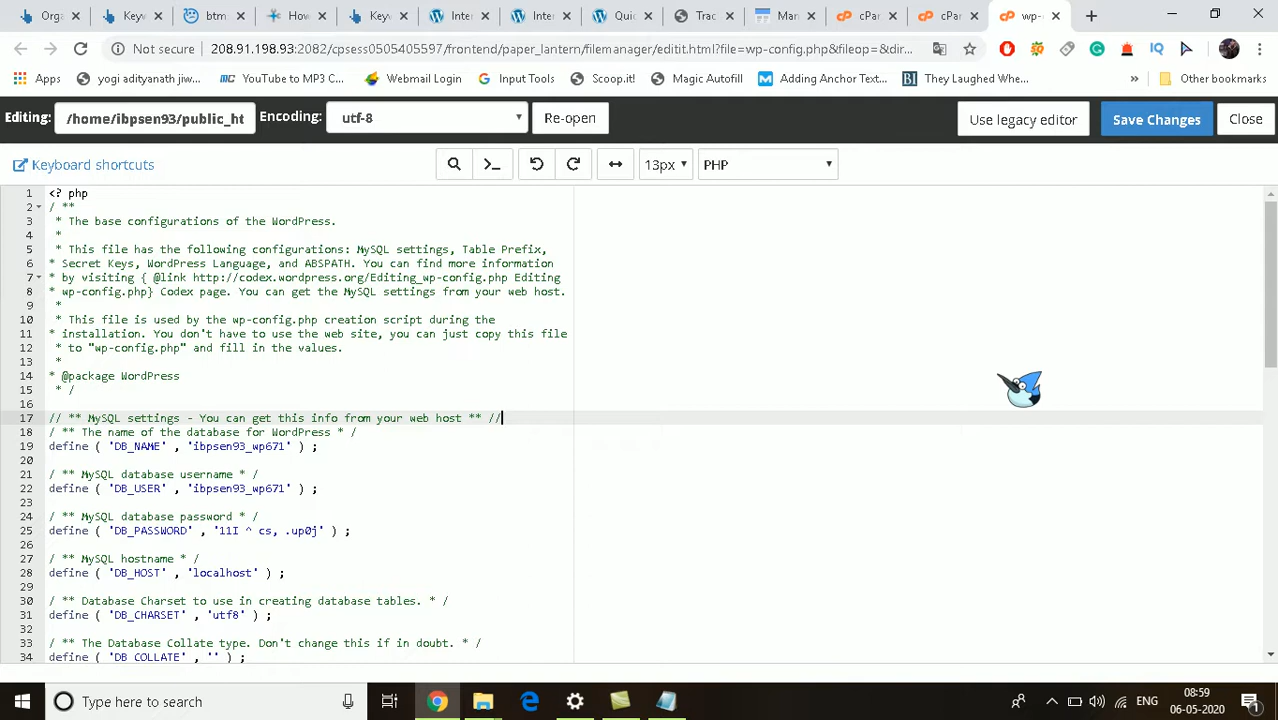 Orga
Keyw
btm
How
Keyw
Inter
Inter
Quic
Trac
Man
cPar
cPar
wp-
Not secure
208.91.198.93:2082/cpsess0505405597/frontend/paper_lantern/filemanager/editit.html?file=wp-config.php&fileop=&dir...
Apps
yogi adityanath jiw...
YouTube to MP3 C...
Webmail Login
Input Tools
Scoop.it!
Magic Autofill
Adding Anchor Text...
They Laughed Whe...
»
Other bookmarks
Editing: /home/ibpsen93/public_ht Encoding: utf-8 Re-open Use legacy editor Save Changes Close
Keyboard shortcuts 13px PHP
1 <? php
2 / **
3 * The base configurations of the WordPress.
4 *
5 * This file has the following configurations: MySQL settings, Table Prefix,
6 * Secret Keys, WordPress Language, and ABSPATH. You can find more information
7 * by visiting { @link http://codex.wordpress.org/Editing_wp-config.php Editing
8 * wp-config.php} Codex page. You can get the MySQL settings from your web host.
9 *
10 * This file is used by the wp-config.php creation script during the
11 * installation. You don't have to use the web site, you can just copy this file
12 * to "wp-config.php" and fill in the values.
13 *
14 * @package WordPress
15 * /
16
17 // ** MySQL settings - You can get this info from your web host ** //
18 / ** The name of the database for WordPress * /
19 define ( 'DB_NAME' , 'ibpsen93_wp671' ) ;
20
21 / ** MySQL database username * /
22 define ( 'DB_USER' , 'ibpsen93_wp671' ) ;
23
24 / ** MySQL database password * /
25 define ( 'DB_PASSWORD' , '11I ^ cs, .up0j' ) ;
26
27 / ** MySQL hostname * /
28 define ( 'DB_HOST' , 'localhost' ) ;
29
30 / ** Database Charset to use in creating database tables. * /
31 define ( 'DB_CHARSET' , 'utf8' ) ;
32
33 / ** The Database Collate type. Don't change this if in doubt. * /
34 define ( 'DB_COLLATE' , '' ) ;
Type here to search
ENG
08:59
06-05-2020